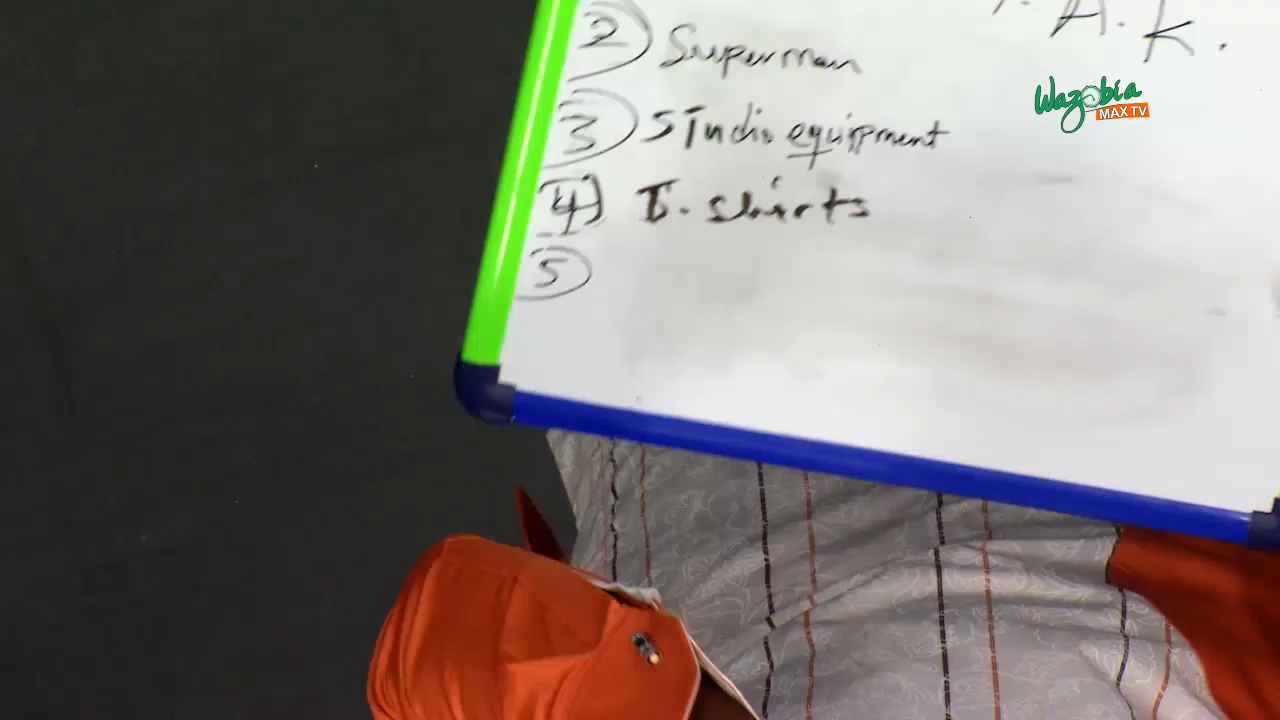 A.K.
2) Superman
Wazobia
MAX TV
3) Studio equipment
4] T-shirts
5)